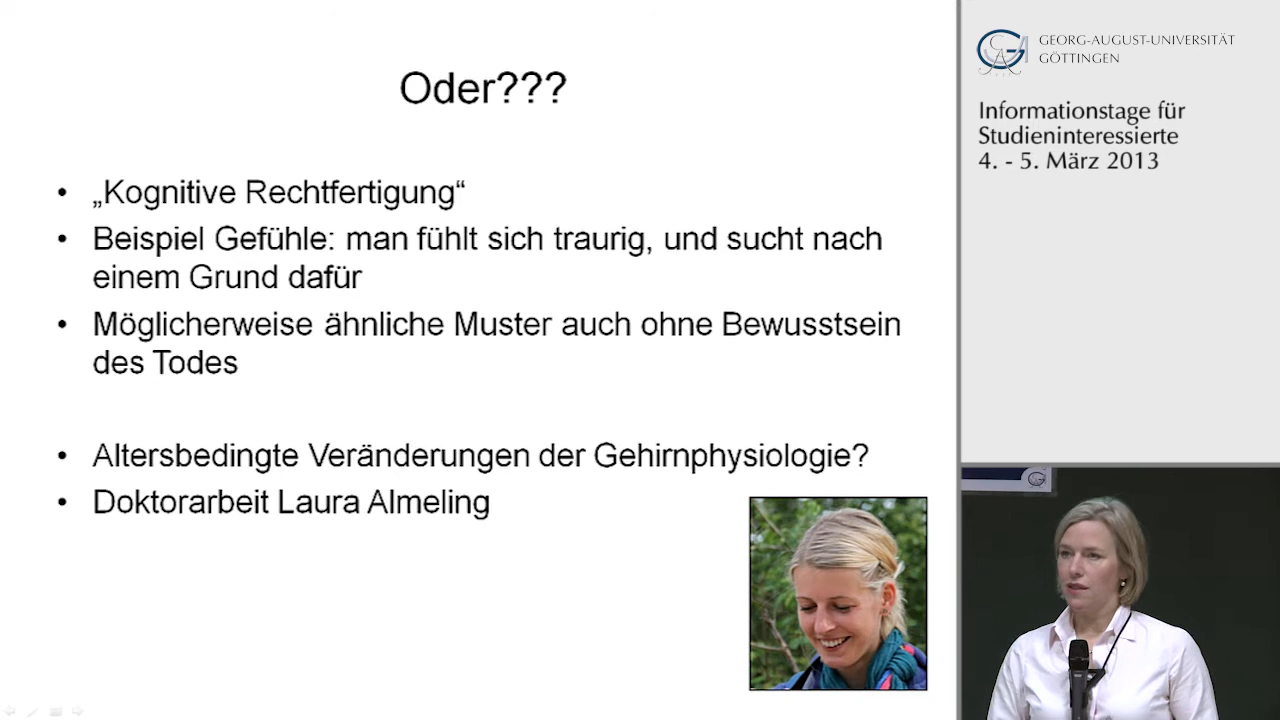 Oder???
• „Kognitive Rechtfertigung“
• Beispiel Gefühle: man fühlt sich traurig, und sucht nach
einem Grund dafür
• Möglicherweise ähnliche Muster auch ohne Bewusstsein
des Todes
• Altersbedingte Veränderungen der Gehirnphysiologie?
• Doktorarbeit Laura Almeling
GEORG-AUGUST-UNIVERSITÄT
GÖTTINGEN
Informationstage für
Studieninteressierte
4. - 5. März 2013